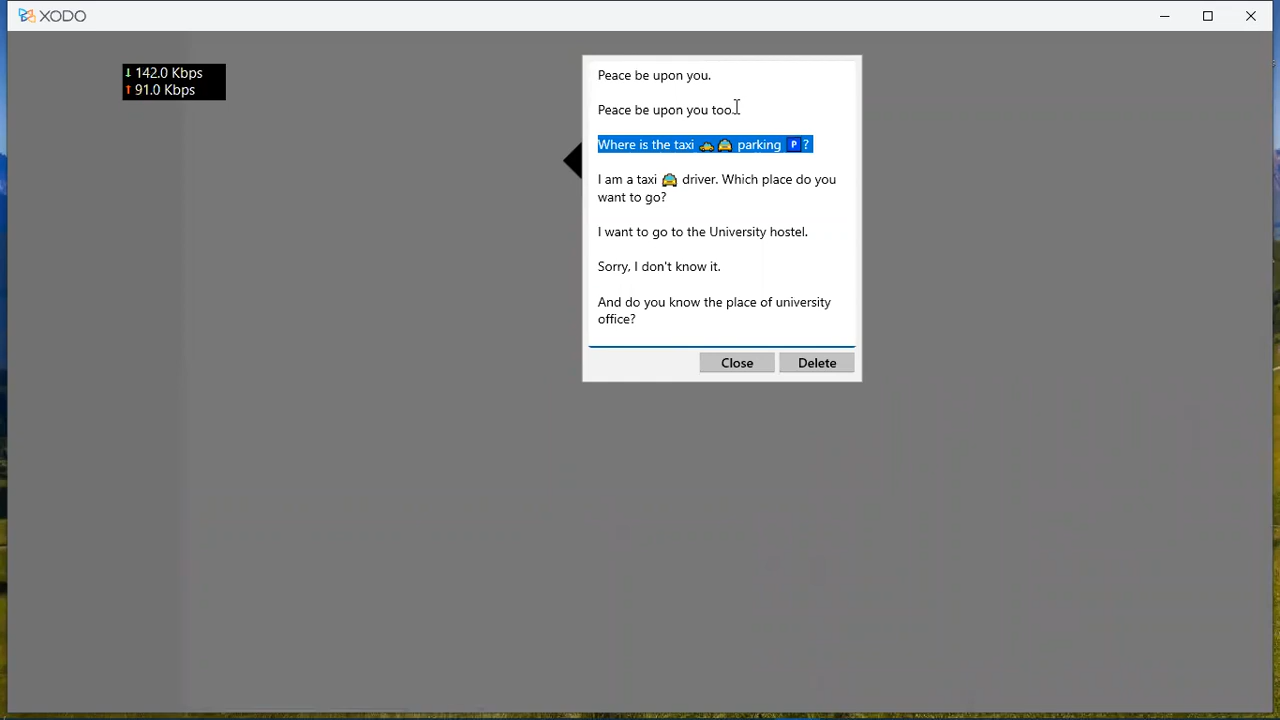 XODO
↓ 142.0 Kbps
↑ 91.0 Kbps
Peace be upon you.
Peace be upon you too.
Where is the taxi 🚕 🚖 parking 🅿?
I am a taxi 🚖 driver. Which place do you
want to go?
I want to go to the University hostel.
Sorry, I don't know it.
And do you know the place of university
office?
Close Delete